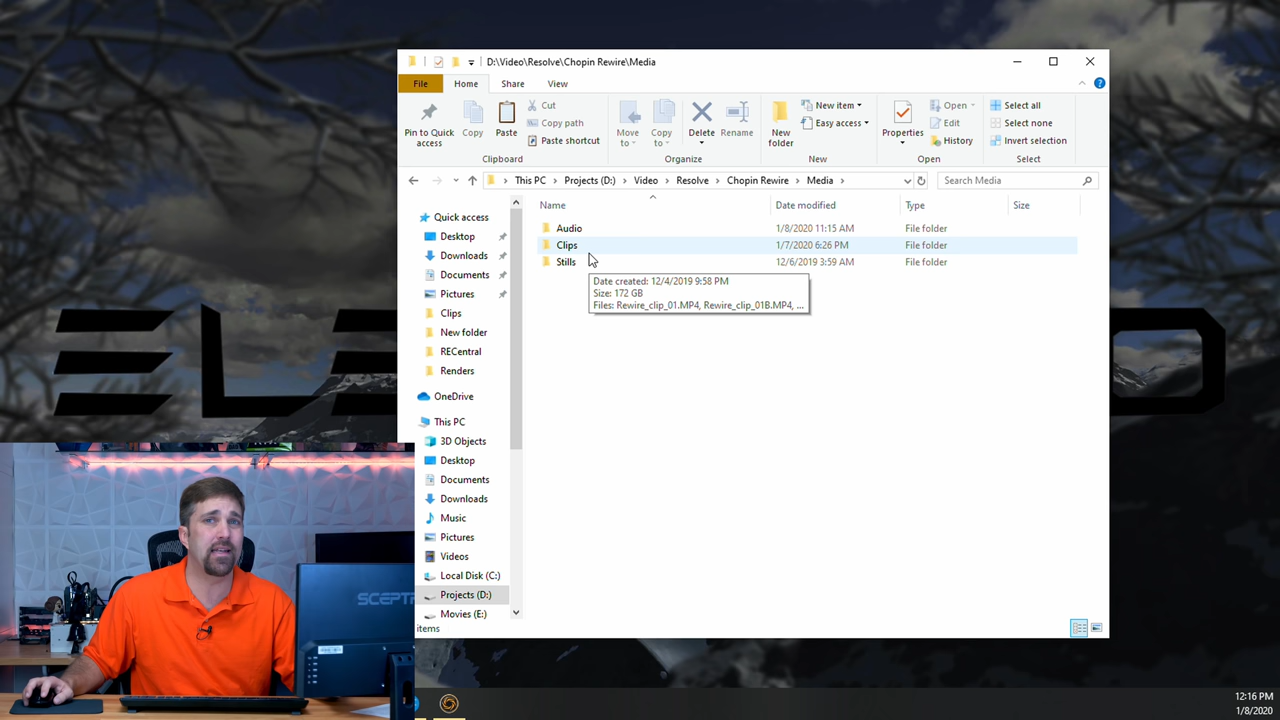 D:\Video\Resolve\Chopin Rewire\Media
File Home Share View
Pin to Quick access
Copy
Paste
Cut
Copy path
Paste shortcut
Clipboard
Move to
Copy to
Delete
Rename
Organize
New folder
New item
Easy access
New
Properties
Open
Edit
History
Open
Select all
Select none
Invert selection
Select
This PC > Projects (D:) > Video > Resolve > Chopin Rewire > Media >
Search Media
Name Date modified Type Size
Audio 1/8/2020 11:15 AM File folder
Clips 1/7/2020 6:26 PM File folder
Stills 12/6/2019 3:59 AM File folder
Date created: 12/4/2019 9:58 PM
Size: 172 GB
Files: Rewire_clip_01.MP4, Rewire_clip_01B.MP4, ...
Quick access
Desktop
Downloads
Documents
Pictures
Clips
New folder
RECentral
Renders
OneDrive
This PC
3D Objects
Desktop
Documents
Downloads
Music
Pictures
Videos
Local Disk (C:)
Projects (D:)
Movies (E:)
items
12:16 PM
1/8/2020